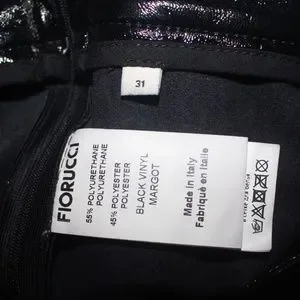 31
FIORUCCI
55% POLYURETHANE
POLYURETHANE
45% POLYESTER
POLYESTER
BLACK VINYL
MARGOT
Made in Italy
Fabriqué en Italie